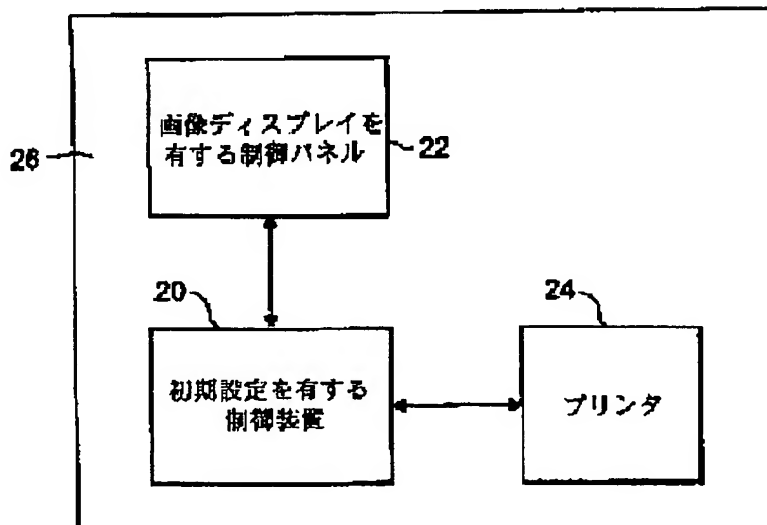 画像ディスプレイを
有する制御パネル
22
26
20
24
初期設定を有する
制御装置
プリンタ